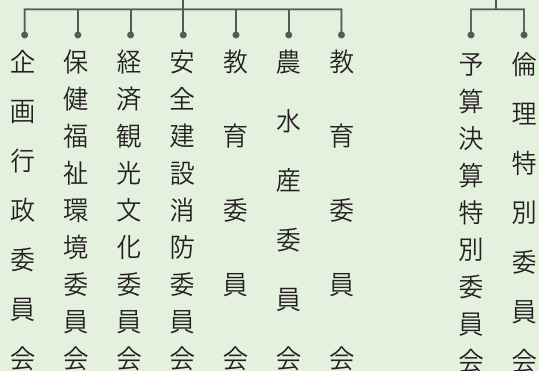 倫理特別委員会
予算決算特別委員会
教育委員会
農水産委員会
教育委員会
安全建設消防委員会
経済観光文化委員会
保健福祉環境委員会
企画行政委員会